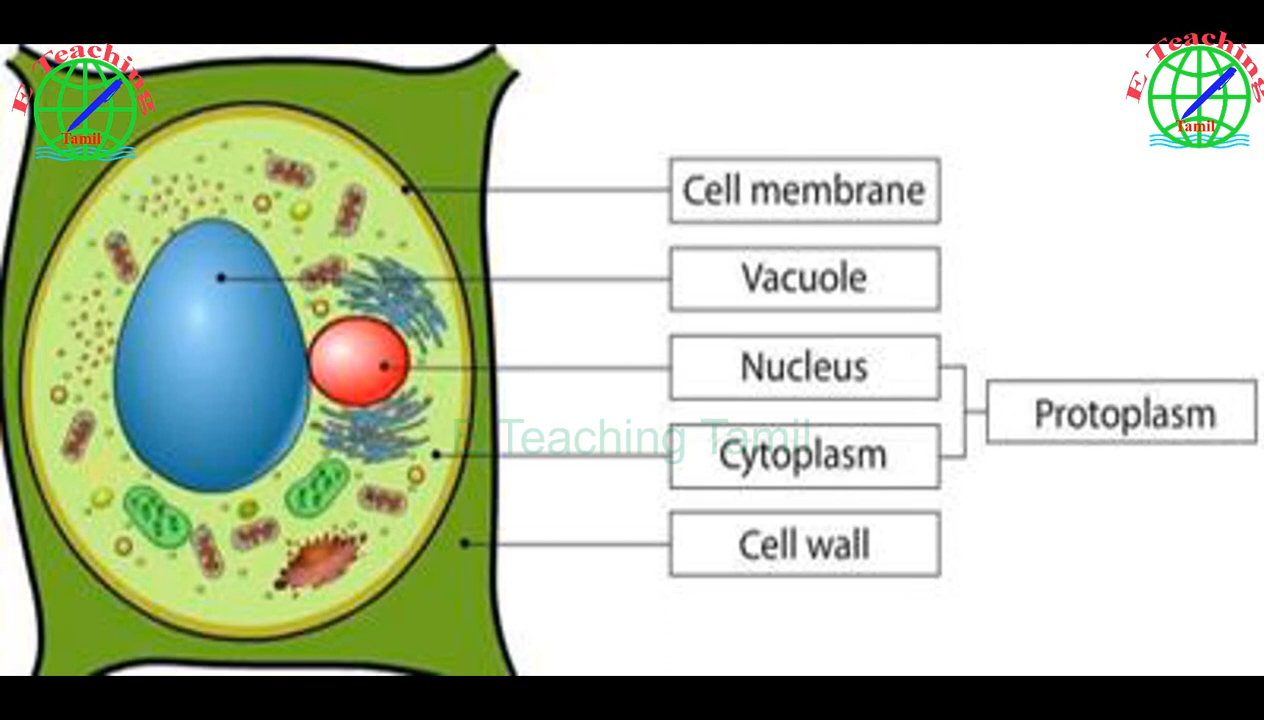 E Teaching
Tamil
E Teaching
Tamil
Cell membrane
Vacuole
Nucleus
Protoplasm
E Teaching Tamil
Cytoplasm
Cell wall